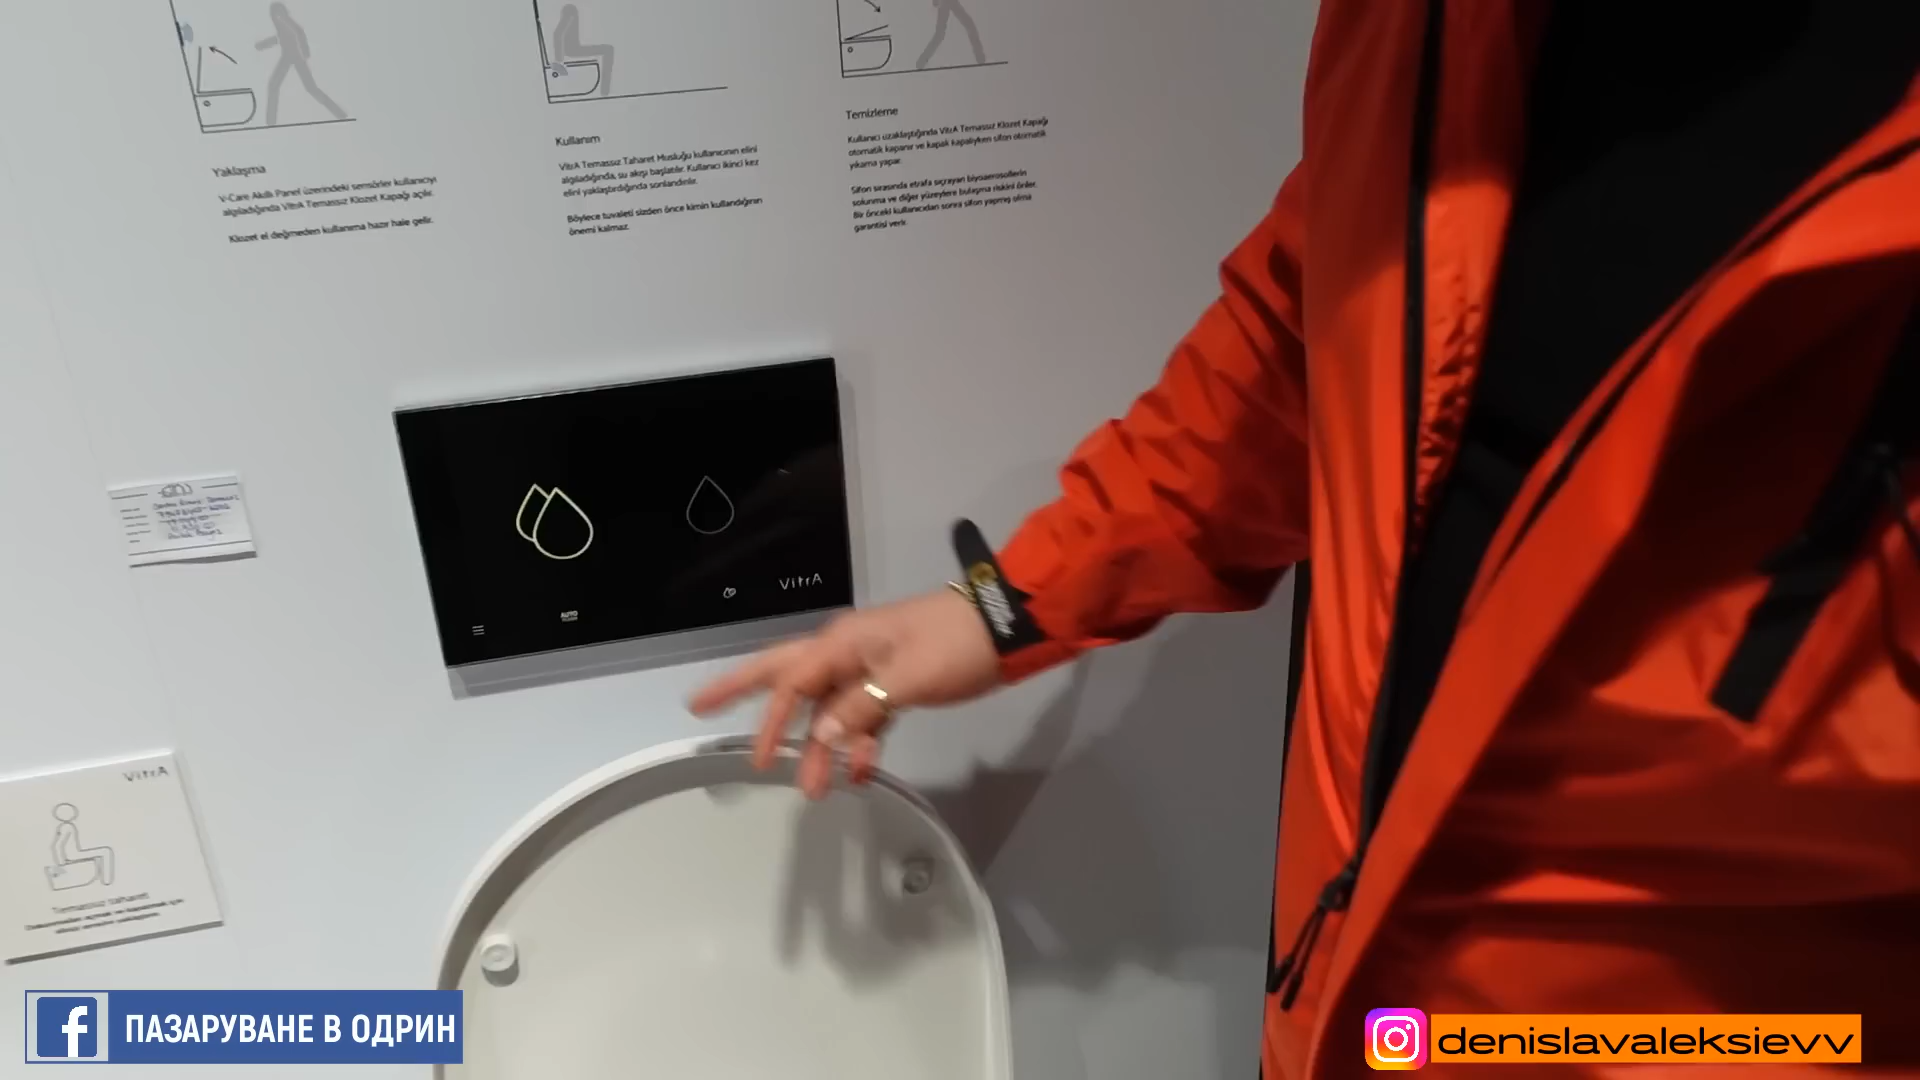 Yaklaşma
V-Care Akıllı Panel üzerindeki sensörler kullanıcıyı
algıladığında VitrA Temassız Klozet Kapağı açılır.
Klozet el değmeden kullanıma hazır hale gelir.
Kullanım
VitrA Temassız Taharet Musluğu kullanıcının elini
algıladığında, su akışı başlatılır. Kullanıcı ikinci kez
elini yaklaştırdığında sonlandırılır.
Böylece tuvaleti sizden önce kimin kullandığının
önemi kalmaz.
Temizleme
Kullanıcı uzaklaştığında VitrA Temassız Klozet Kapağı
otomatik kapanır ve kapak kapalıyken sifon otomatik
yıkama yapar.
Sifon sırasında etrafa sıçrayan biyoaerosollerin
solunma ve diğer yüzeylere bulaşma riskini önler.
Bir önceki kullanıcıdan sonra sifon yapmış olma
garantisi verir.
AUTO
VitrA
VitrA
Temassız taharet
ПАЗАРУВАНЕ В ОДРИН
denislavaleksievv